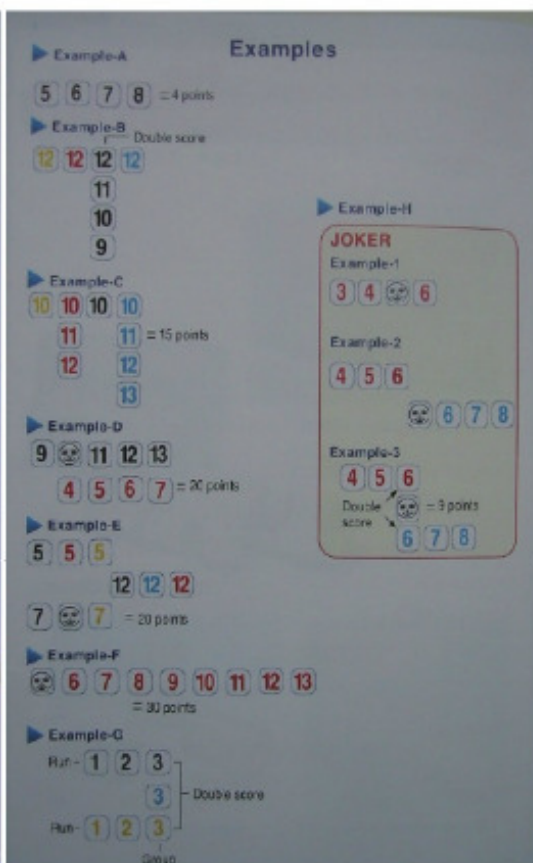 Examples
Example-A
5 6 7 8 = 4 points
Example-B
Double score
12 12 12 12
11
10
9
Example-C
10 10 10 10
11 11 = 15 points
12 12
13
Example-D
9 11 12 13
4 5 6 7 = 20 points
Example-E
5 5 5
12 12 12
7 7 = 20 points
Example-F
6 7 8 9 10 11 12 13
= 30 points
Example-G
Run - 1 2 3
3 Double score
Run - 1 2 3
Group
Example-H
JOKER
Example-1
3 4 6
Example-2
4 5 6
6 7 8
Example-3
4 5 6
Double = 9 points
score
6 7 8